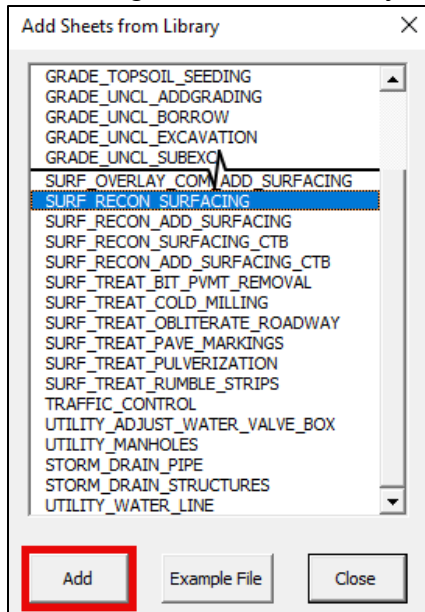 Add Sheets from Library
GRADE_TOPSOIL_SEEDING
GRADE_UNCL_ADDGRADING
GRADE_UNCL_BORROW
GRADE_UNCL_EXCAVATION
GRADE_UNCL_SUBEXC
SURF_OVERLAY_COM_ADD_SURFACING
SURF_RECON_SURFACING
SURF_RECON_ADD_SURFACING
SURF_RECON_SURFACING_CTB
SURF_RECON_ADD_SURFACING_CTB
SURF_TREAT_BIT_PVMT_REMOVAL
SURF_TREAT_COLD_MILLING
SURF_TREAT_OBLITERATE_ROADWAY
SURF_TREAT_PAVE_MARKINGS
SURF_TREAT_PULVERIZATION
SURF_TREAT_RUMBLE_STRIPS
TRAFFIC_CONTROL
UTILITY_ADJUST_WATER_VALVE_BOX
UTILITY_MANHOLES
STORM_DRAIN_PIPE
STORM_DRAIN_STRUCTURES
UTILITY_WATER_LINE
Add Example File Close